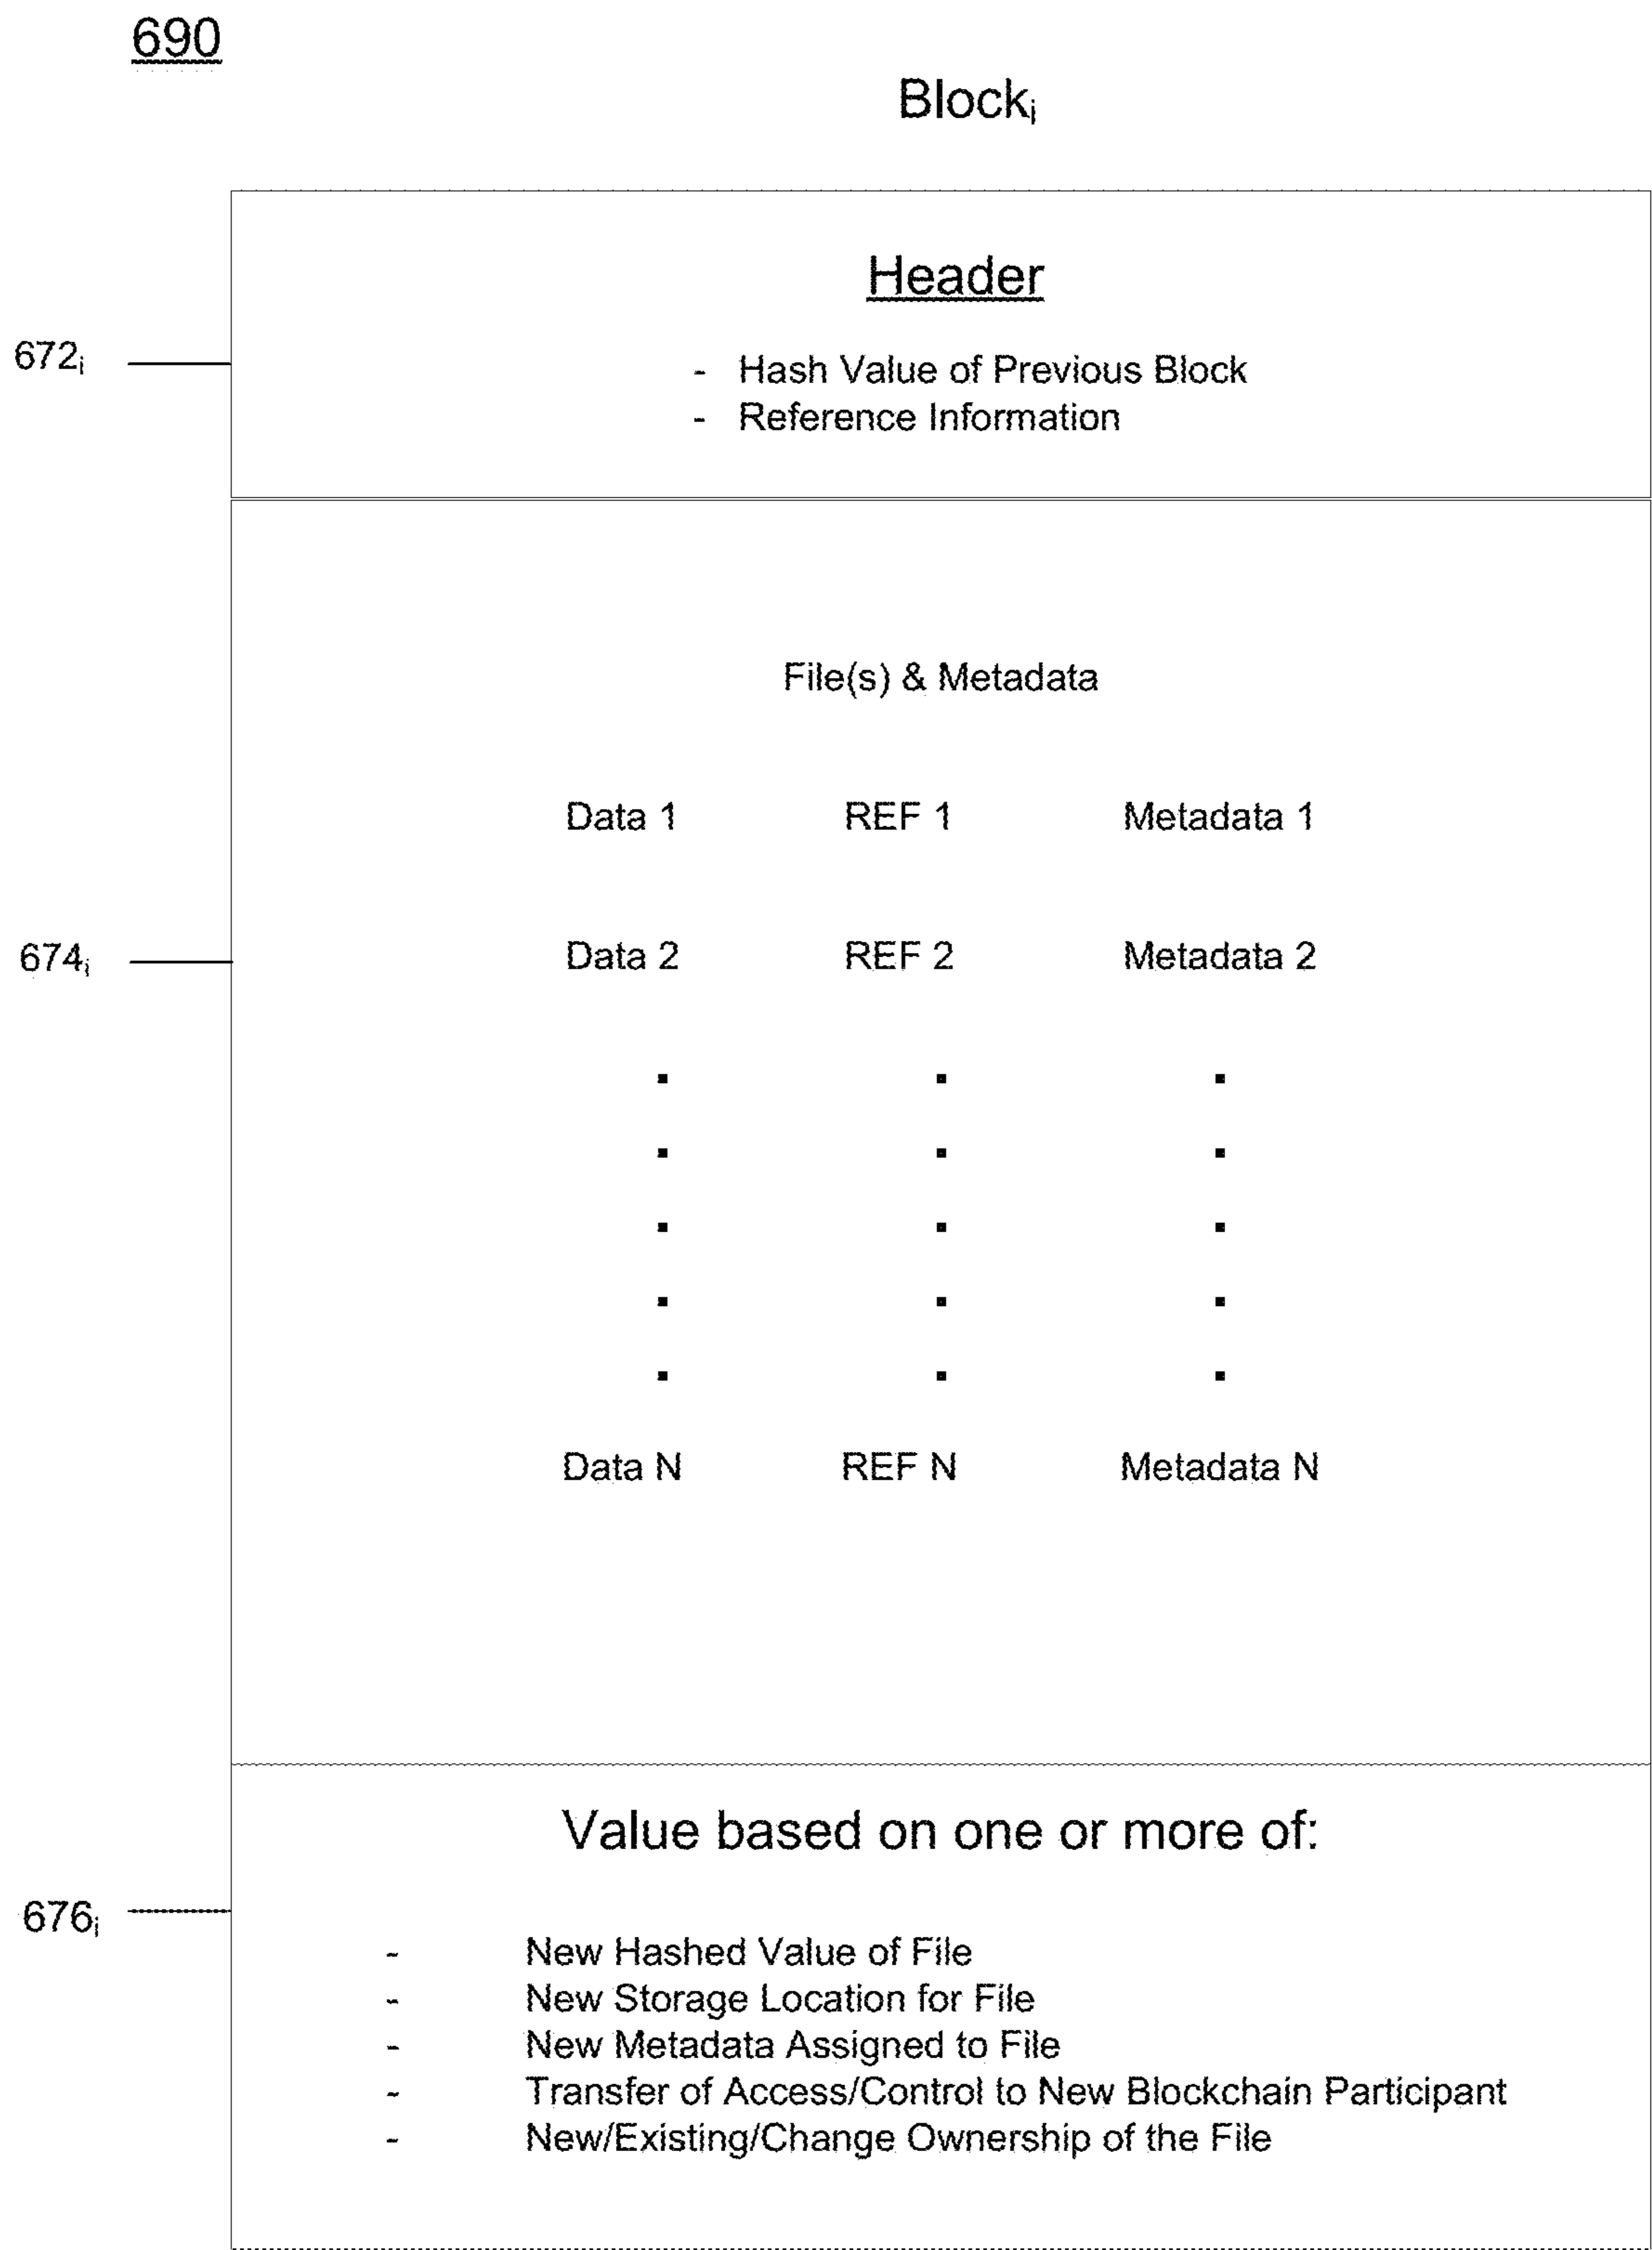 690
Blockᵢ
Header
672ᵢ
- Hash Value of Previous Block
- Reference Information
File(s) & Metadata
Data 1 REF 1 Metadata 1
674ᵢ
Data 2 REF 2 Metadata 2
Data N REF N Metadata N
Value based on one or more of:
676ᵢ
- New Hashed Value of File
- New Storage Location for File
- New Metadata Assigned to File
- Transfer of Access/Control to New Blockchain Participant
- New/Existing/Change Ownership of the File